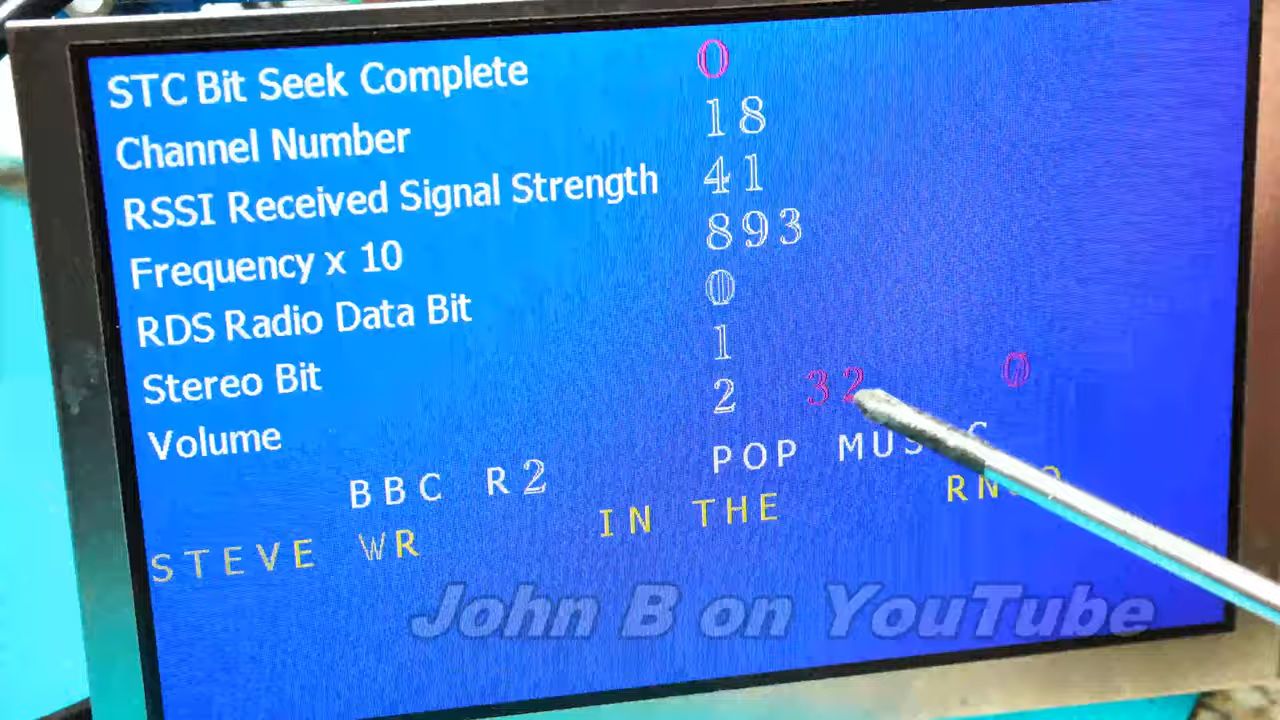 STC Bit Seek Complete 0
Channel Number 18
RSSI Received Signal Strength 41
Frequency x 10 893
RDS Radio Data Bit 0
Stereo Bit 1
Volume 2 32 0
BBC R2 POP
STEVE WR IN THE
John B on YouTube